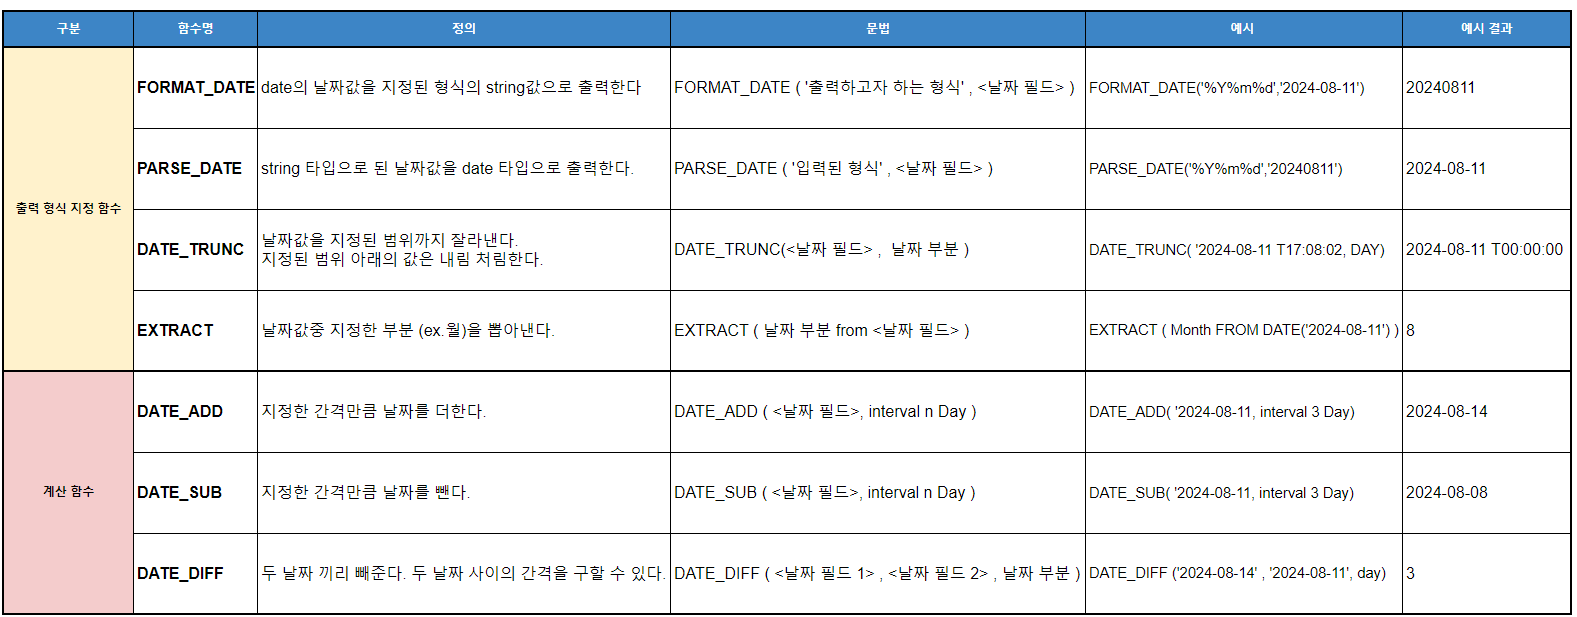 구분 함수명 정의 문법 예시 예시 결과
출력 형식 지정 함수
FORMAT_DATE date의 날짜값을 지정된 형식의 string값으로 출력한다 FORMAT_DATE ( '출력하고자 하는 형식' , <날짜 필드> ) FORMAT_DATE('%Y%m%d','2024-08-11') 20240811
PARSE_DATE string 타입으로 된 날짜값을 date 타입으로 출력한다. PARSE_DATE ( '입력된 형식' , <날짜 필드> ) PARSE_DATE('%Y%m%d','20240811') 2024-08-11
DATE_TRUNC 날짜값을 지정된 범위까지 잘라낸다.
지정된 범위 아래의 값은 내림 처림한다. DATE_TRUNC(<날짜 필드> , 날짜 부분 ) DATE_TRUNC( '2024-08-11 T17:08:02, DAY) 2024-08-11 T00:00:00
EXTRACT 날짜값중 지정한 부분 (ex.월)을 뽑아낸다. EXTRACT ( 날짜 부분 from <날짜 필드> ) EXTRACT ( Month FROM DATE('2024-08-11') ) 8
계산 함수
DATE_ADD 지정한 간격만큼 날짜를 더한다. DATE_ADD ( <날짜 필드>, interval n Day ) DATE_ADD( '2024-08-11, interval 3 Day) 2024-08-14
DATE_SUB 지정한 간격만큼 날짜를 뺀다. DATE_SUB ( <날짜 필드>, interval n Day ) DATE_SUB( '2024-08-11, interval 3 Day) 2024-08-08
DATE_DIFF 두 날짜 끼리 빼준다. 두 날짜 사이의 간격을 구할 수 있다. DATE_DIFF ( <날짜 필드 1> , <날짜 필드 2> , 날짜 부분 ) DATE_DIFF ('2024-08-14' , '2024-08-11', day) 3